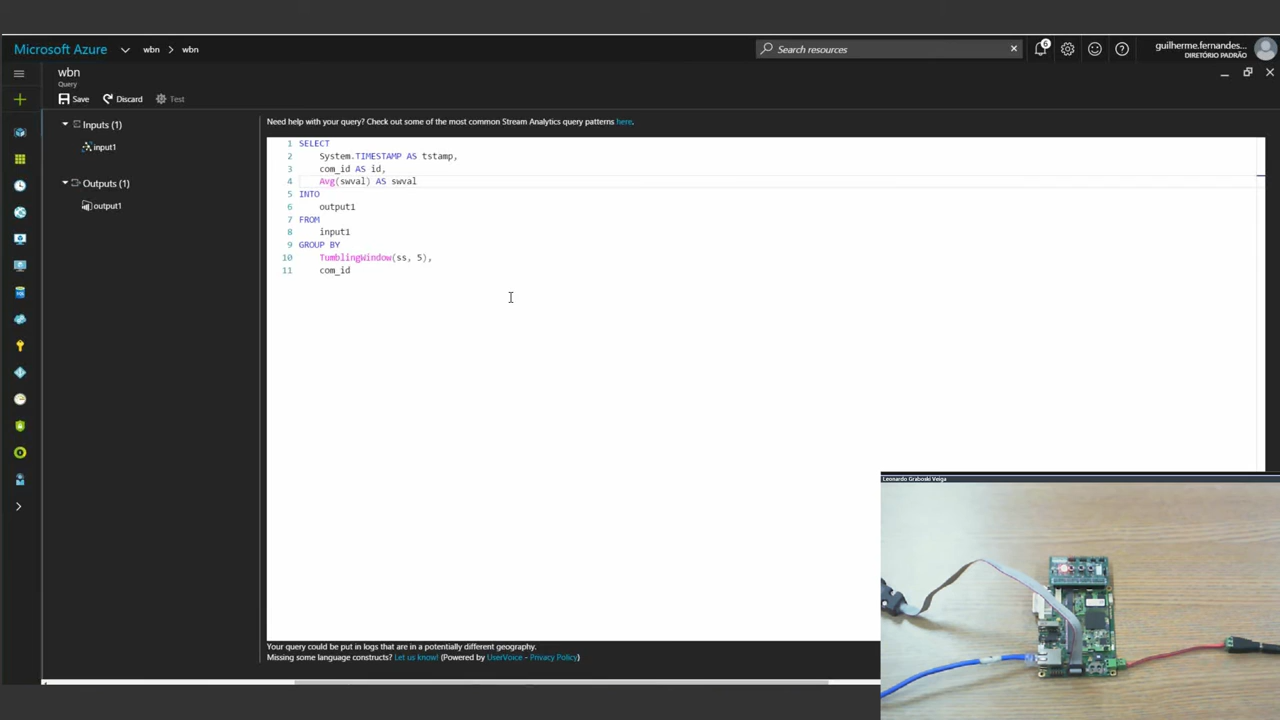 Microsoft Azure wbn > wbn
Search resources
6
guilherme.fernandes...
DIRETÓRIO PADRÃO
wbn
Query
Save Discard Test
Inputs (1)
input1
Outputs (1)
output1
Need help with your query? Check out some of the most common Stream Analytics query patterns here.
1 SELECT
2 System.TIMESTAMP AS tstamp,
3 com_id AS id,
4 Avg(swval) AS swval
5 INTO
6 output1
7 FROM
8 input1
9 GROUP BY
10 TumblingWindow(ss, 5),
11 com_id
Your query could be put in logs that are in a potentially different geography.
Missing some language constructs? Let us know! (Powered by UserVoice - Privacy Policy)
Leonardo Graboski Veiga